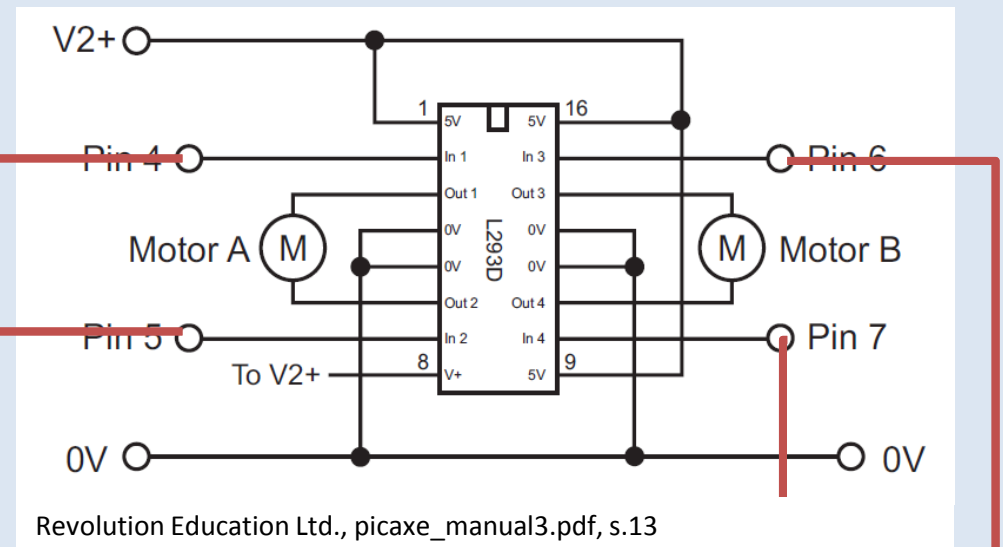 V2+
1
16
5V
5V
Pin 4
In 1
In 3
Pin 6
Out 1
Out 3
0V
0V
Motor A
M
L293D
M
Motor B
0V
0V
Out 2
Out 4
Pin 5
In 2
In 4
Pin 7
To V2+
8
9
V+
5V
0V
0V
Revolution Education Ltd., picaxe_manual3.pdf, s.13